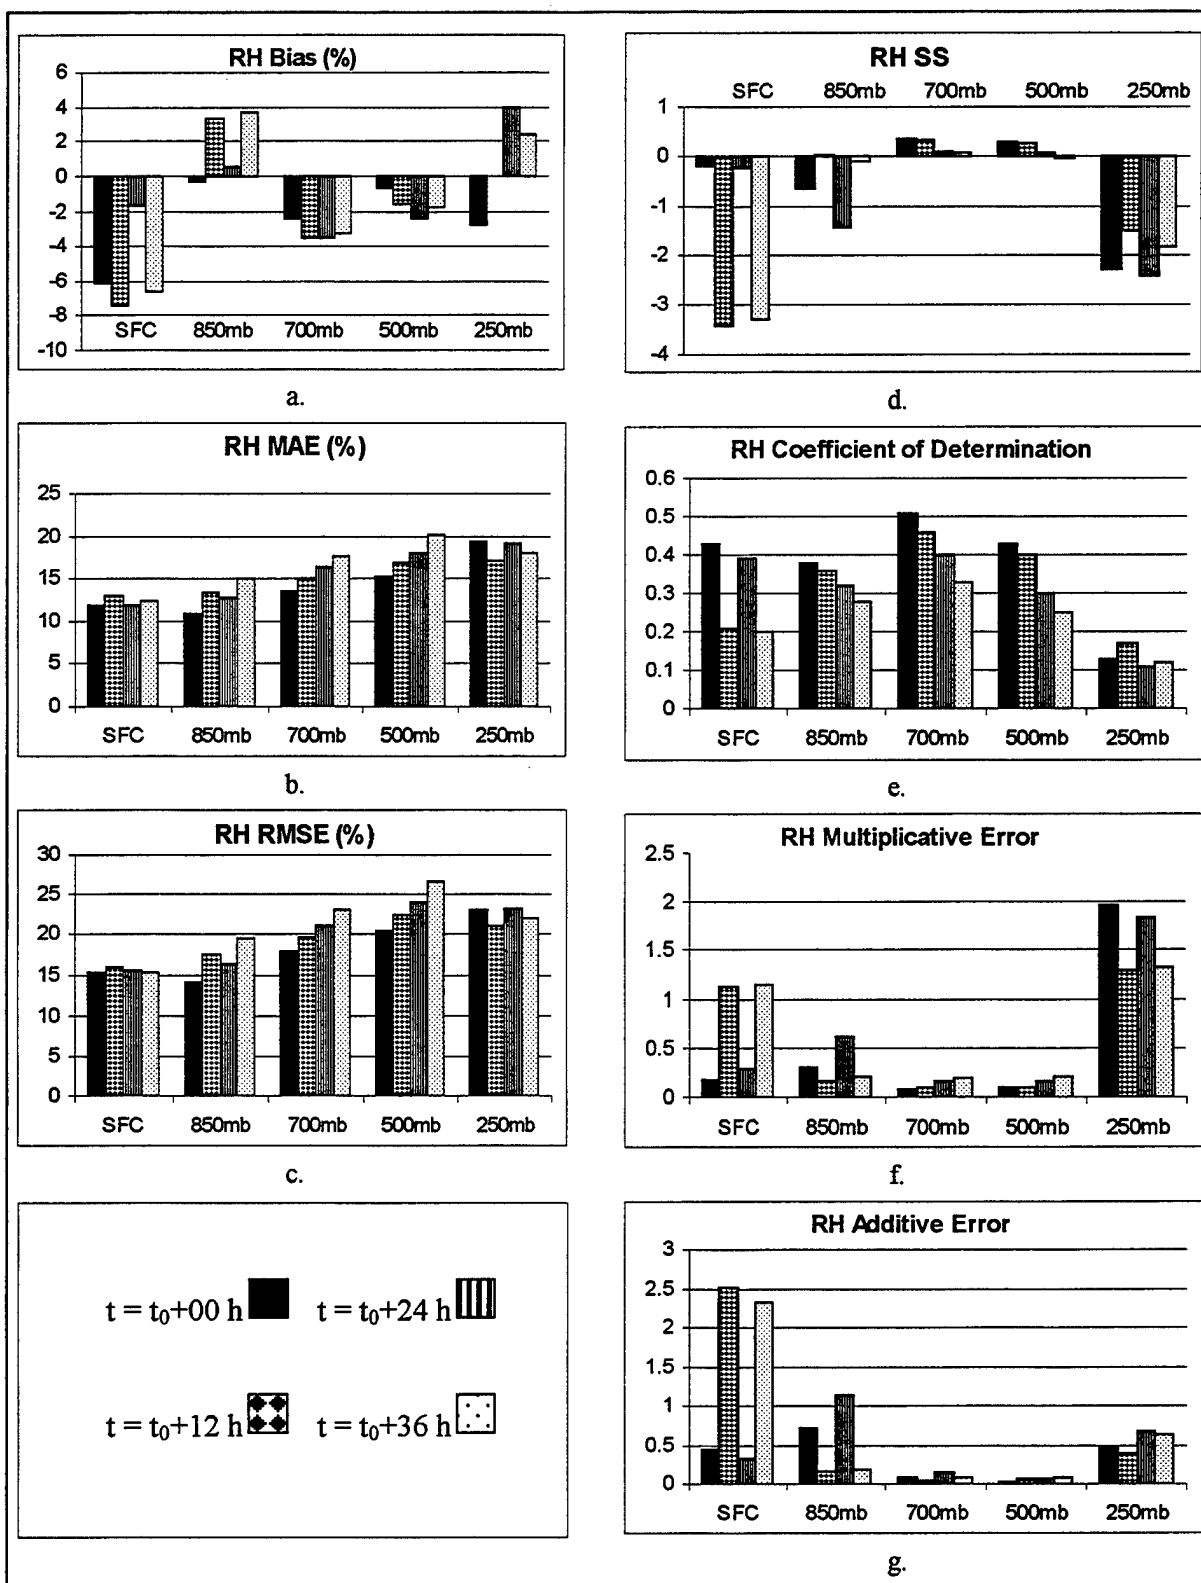 RH Bias (%)
6
4
2
0
-2
-4
-6
-8
-10
SFC 850mb 700mb 500mb 250mb
a.
RH MAE (%)
25
20
15
10
5
0
SFC 850mb 700mb 500mb 250mb
b.
RH RMSE (%)
30
25
20
15
10
5
0
SFC 850mb 700mb 500mb 250mb
c.
t = t₀+00 h t = t₀+24 h
t = t₀+12 h t = t₀+36 h
RH SS
SFC 850mb 700mb 500mb 250mb
1
0
-1
-2
-3
-4
d.
RH Coefficient of Determination
0.6
0.5
0.4
0.3
0.2
0.1
0
SFC 850mb 700mb 500mb 250mb
e.
RH Multiplicative Error
2.5
2
1.5
1
0.5
0
SFC 850mb 700mb 500mb 250mb
f.
RH Additive Error
3
2.5
2
1.5
1
0.5
0
SFC 850mb 700mb 500mb 250mb
g.